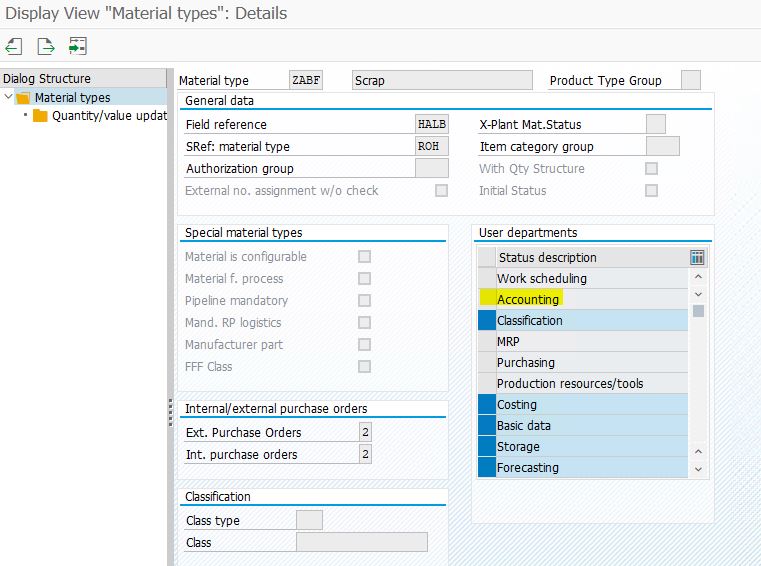 Display View "Material types": Details
Dialog Structure
Material types
Quantity/value updat
Material type ZABF Scrap Product Type Group
General data
Field reference HALB X-Plant Mat.Status
SRef: material type ROH Item category group
Authorization group With Qty Structure
External no. assignment w/o check Initial Status
Special material types
Material is configurable
Material f. process
Pipeline mandatory
Mand. RP logistics
Manufacturer part
FFF Class
User departments
Status description
Work scheduling
Accounting
Classification
MRP
Purchasing
Production resources/tools
Costing
Basic data
Storage
Forecasting
Internal/external purchase orders
Ext. Purchase Orders 2
Int. purchase orders 2
Classification
Class type
Class